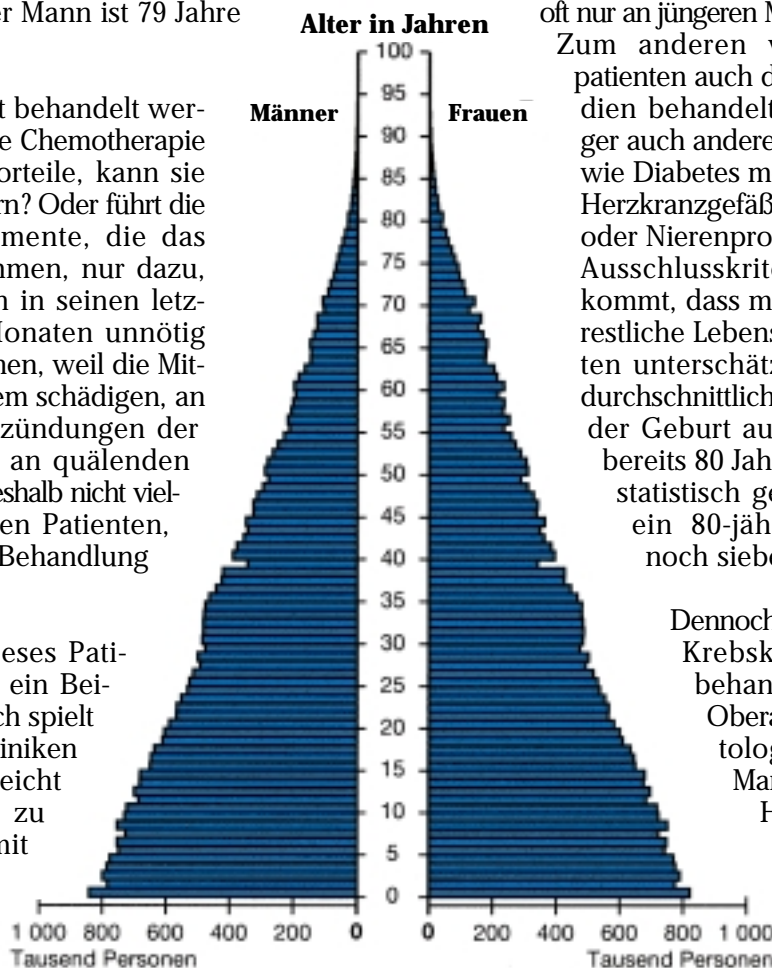 er Mann ist 79 Jahre
t behandelt wer-
e Chemotherapie
orteile, kann sie
rn? Oder führt die
mente, die das
mmen, nur dazu,
n in seinen letz-
Monaten unnötig
men, weil die Mit-
em schädigen, an
zündungen der
an quälenden
eshalb nicht viel-
en Patienten,
Behandlung
eses Pati-
ein Bei-
ch spielt
iniken
eicht
zu
mit
Alter in Jahren
Männer
Frauen
100
95
90
85
80
75
70
65
60
55
50
45
40
35
30
25
20
15
10
5
0
1 000 800 600 400 200 0
0 200 400 600 800 1 000
Tausend Personen
Tausend Personen
oft nur an jüngeren M
Zum anderen v
patienten auch d
dien behandelt
ger auch andere
wie Diabetes m
Herzkranzgefäß
oder Nierenpro
Ausschlusskrite
kommt, dass m
restliche Lebens
ten unterschätz
durchschnittlich
der Geburt au
bereits 80 Jah
statistisch ge
ein 80-jäh
noch siebe
Dennoch
Krebsk
behan
Obera
tolog
Mar
H